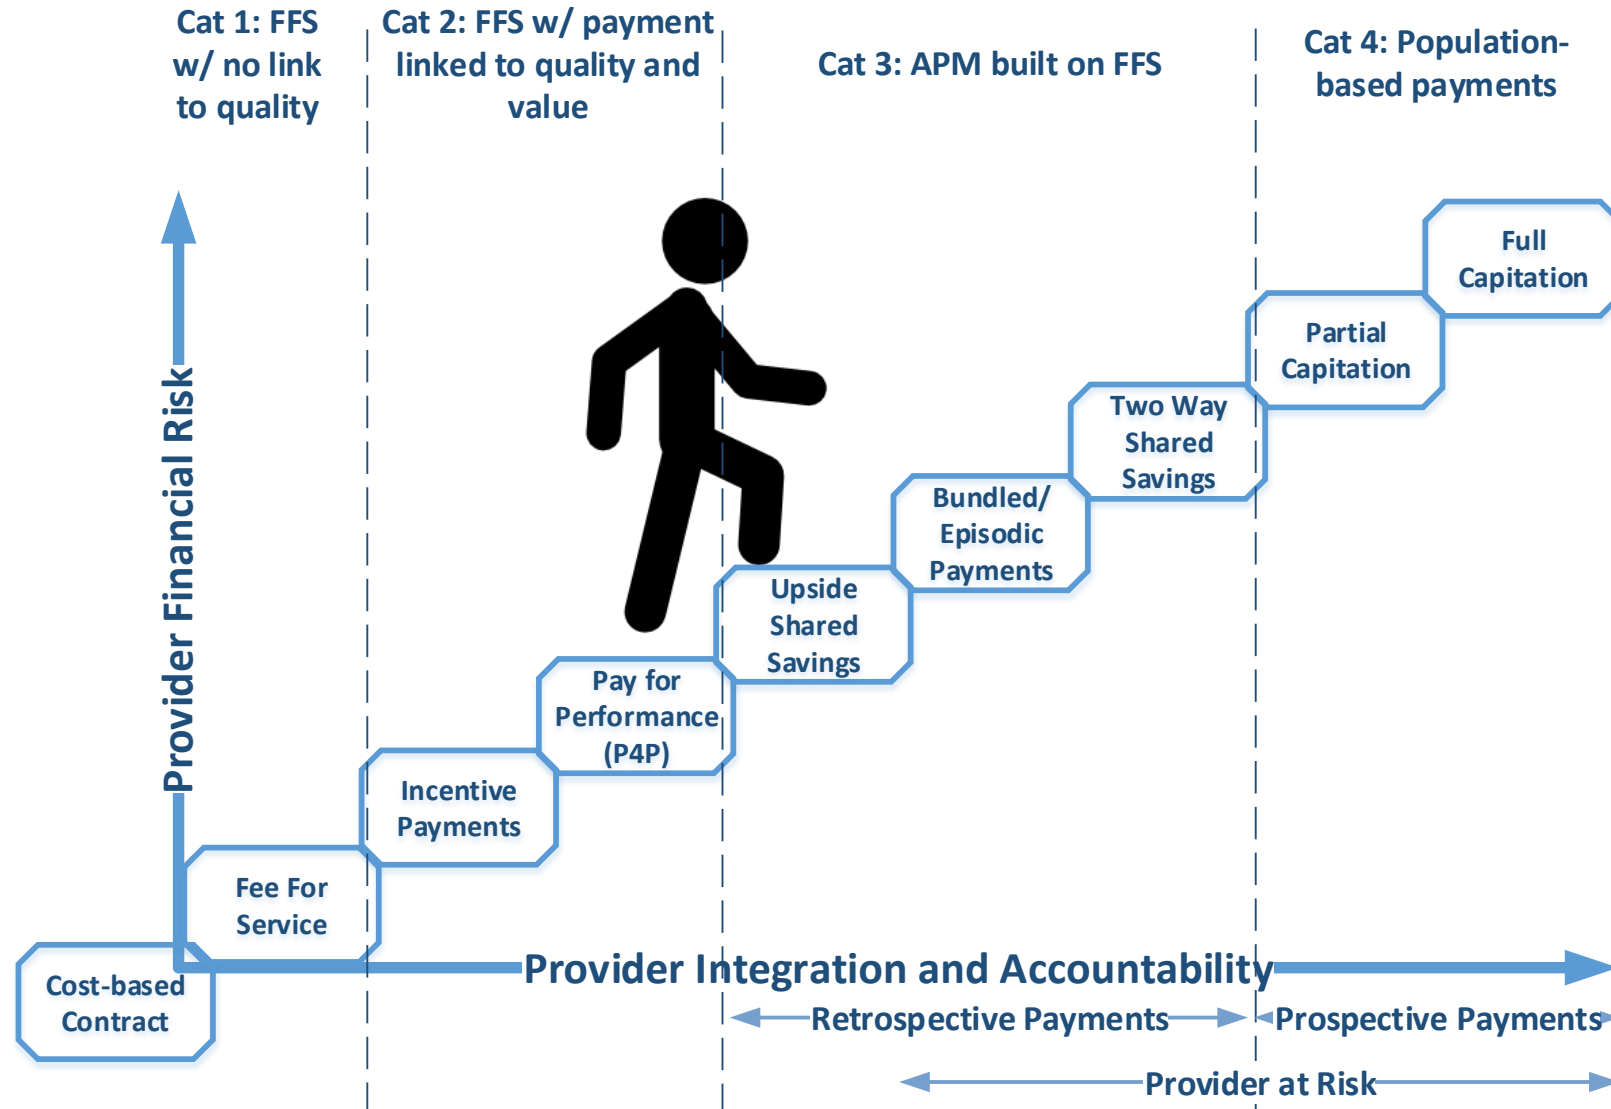 Cat 1: FFS
w/ no link
to quality
Cat 2: FFS w/ payment
linked to quality and
value
Cat 3: APM built on FFS
Cat 4: Population-
based payments
Provider Financial Risk
Full
Capitation
Partial
Capitation
Two Way
Shared
Savings
Bundled/
Episodic
Payments
Upside
Shared
Savings
Pay for
Performance
(P4P)
Incentive
Payments
Fee For
Service
Cost-based
Contract
Provider Integration and Accountability
Retrospective Payments
Prospective Payments
Provider at Risk